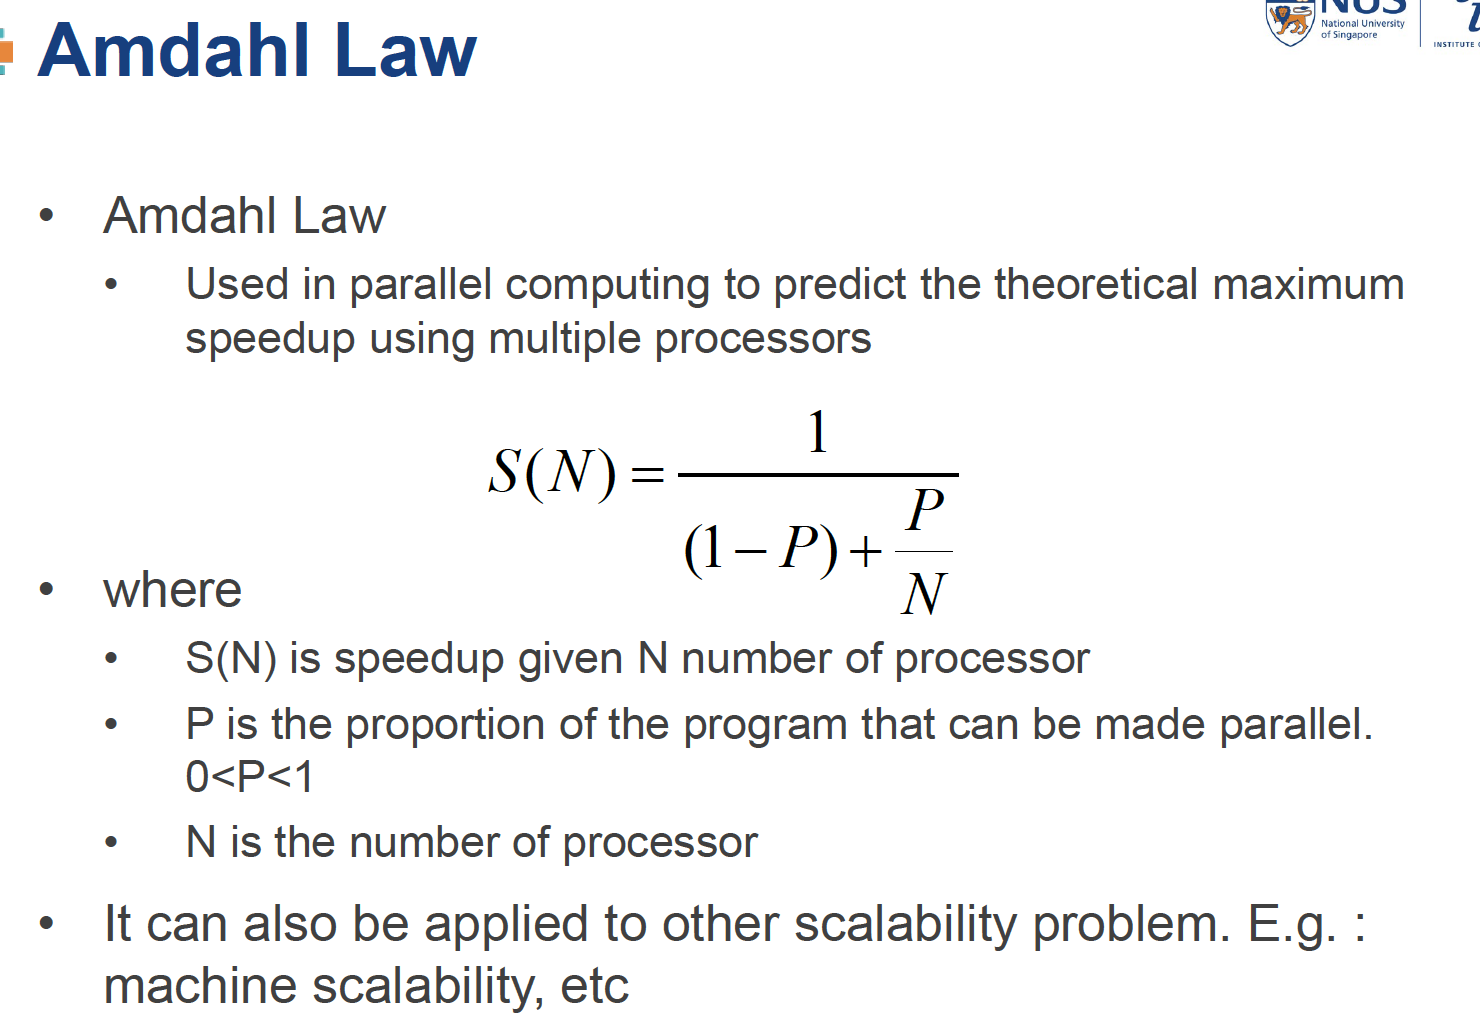 Amdahl Law
NUS
National University
of Singapore
INSTITUTE
• Amdahl Law
• Used in parallel computing to predict the theoretical maximum
speedup using multiple processors
S(N) = 1 / ((1 − P) + P/N)
• where
• S(N) is speedup given N number of processor
• P is the proportion of the program that can be made parallel.
0<P<1
• N is the number of processor
• It can also be applied to other scalability problem. E.g. :
machine scalability, etc